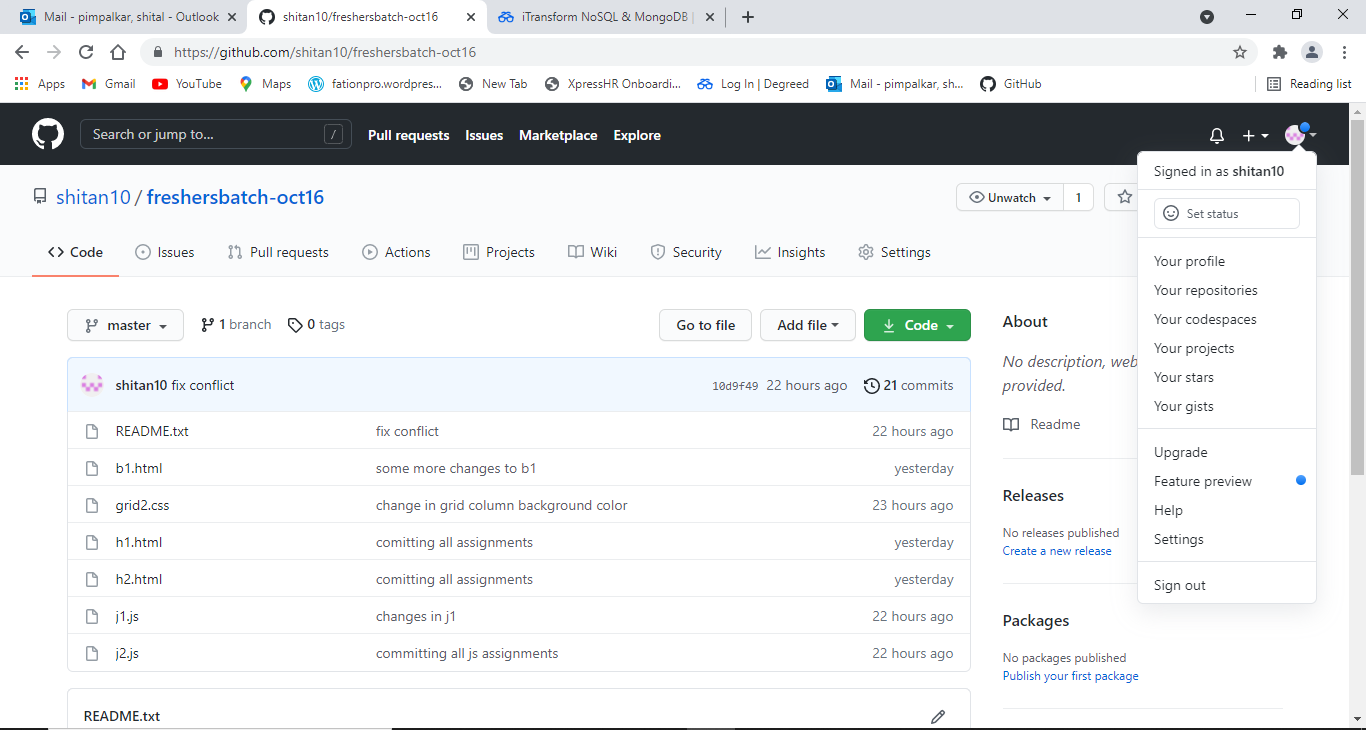 Mail - pimpalkar, shital - Outlook
shitan10/freshersbatch-oct16
iTransform NoSQL & MongoDB |
https://github.com/shitan10/freshersbatch-oct16
Apps Gmail YouTube Maps fationpro.wordpres... New Tab XpressHR Onboardi... Log In | Degreed Mail - pimpalkar, sh... GitHub Reading list
Search or jump to... / Pull requests Issues Marketplace Explore
Signed in as shitan10
Set status
Your profile
Your repositories
Your codespaces
Your projects
Your stars
Your gists
Upgrade
Feature preview
Help
Settings
Sign out
shitan10 / freshersbatch-oct16 Unwatch 1
Code Issues Pull requests Actions Projects Wiki Security Insights Settings
master 1 branch 0 tags Go to file Add file Code
shitan10 fix conflict 10d9f49 22 hours ago 21 commits
README.txt fix conflict 22 hours ago
b1.html some more changes to b1 yesterday
grid2.css change in grid column background color 23 hours ago
h1.html comitting all assignments yesterday
h2.html comitting all assignments yesterday
j1.js changes in j1 22 hours ago
j2.js committing all js assignments 22 hours ago
README.txt
About
No description, web
provided.
Readme
Releases
No releases published
Create a new release
Packages
No packages published
Publish your first package